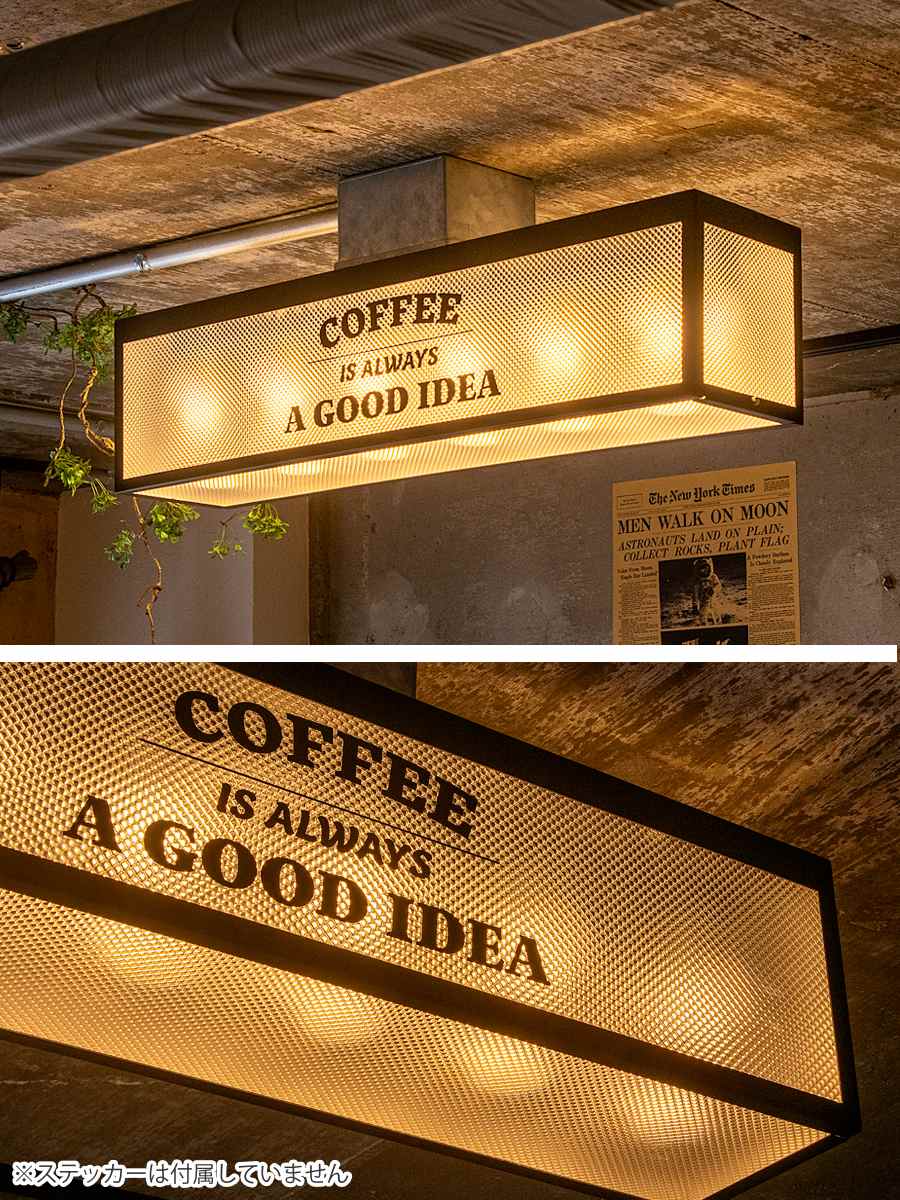 COFFEE
IS ALWAYS
A GOOD IDEA
The New York Times
MEN WALK ON MOON
ASTRONAUTS LAND ON PLAIN;
COLLECT ROCKS, PLANT FLAG
COFFEE
IS ALWAYS
A GOOD IDEA
※ステッカーは付属していません